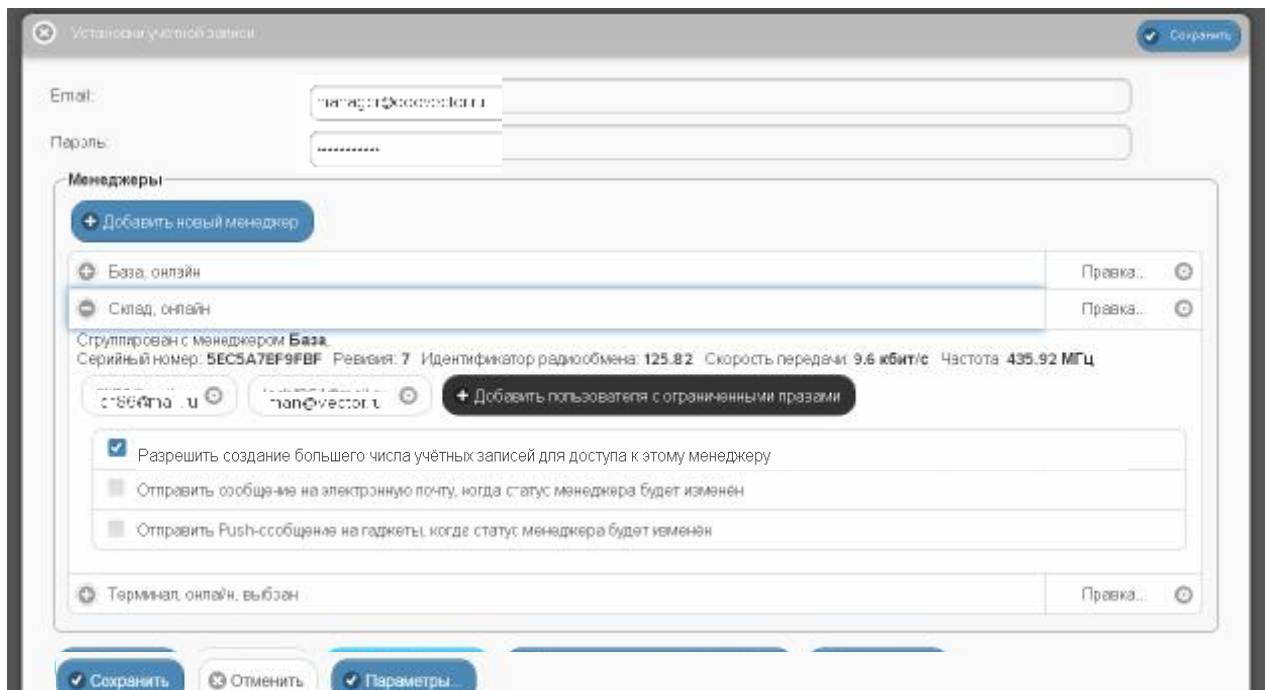 Установки учётной записи
Сохранить
Email:
Пароль:
Менеджеры
Добавить новый менеджер
База, онлайн
Правка...
Склад, онлайн
Правка...
Сгруппирован с менеджером База,
Серийный номер: 5EC5A7EF9FBF Ревизия: 7 Идентификатор радиообмена: 125.82 Скорость передачи: 9.6 кбит/с Частота: 435.92 МГц
Добавить пользователя с ограниченными правами
Разрешить создание большего числа учётных записей для доступа к этому менеджеру
Отправить сообщение на электронную почту, когда статус менеджера будет изменён
Отправить Push-сообщение на гаджеты, когда статус менеджера будет изменён
Терминал, онлайн, выбран
Правка...
Сохранить
Отменить
Параметры...